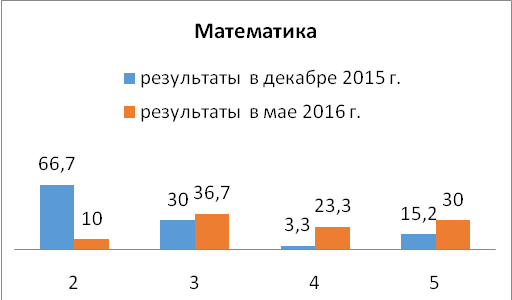 Математика
результаты в декабре 2015 г.
результаты в мае 2016 г.
66,7 10 30 36,7 3,3 23,3 15,2 30
2 3 4 5